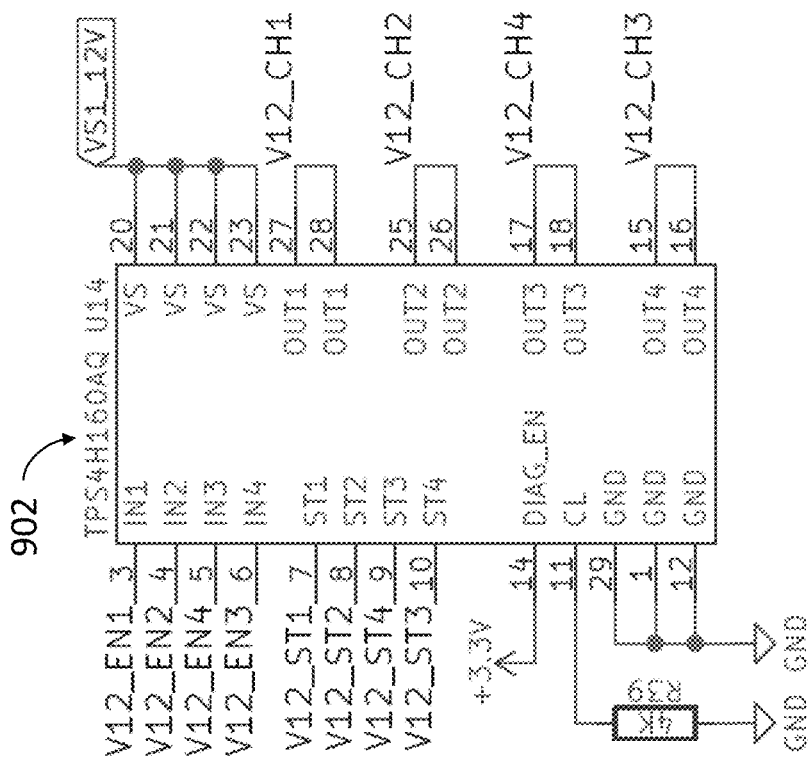 902
TPS4H160AQ U14
VS1_12V
V12_EN1 3 IN1 VS 20
V12_EN2 4 IN2 VS 21
V12_EN4 5 IN3 VS 22
V12_EN3 6 IN4 VS 23
OUT1 27 V12_CH1
V12_ST1 7 ST1 OUT1 28
V12_ST2 8 ST2
V12_ST4 9 ST3 OUT2 25 V12_CH2
V12_ST3 10 ST4 OUT2 26
+3.3V
14 DIAG_EN OUT3 17 V12_CH4
11 CL OUT3 18
29 GND
1 GND OUT4 15 V12_CH3
12 GND OUT4 16
4K
R39
GND GND